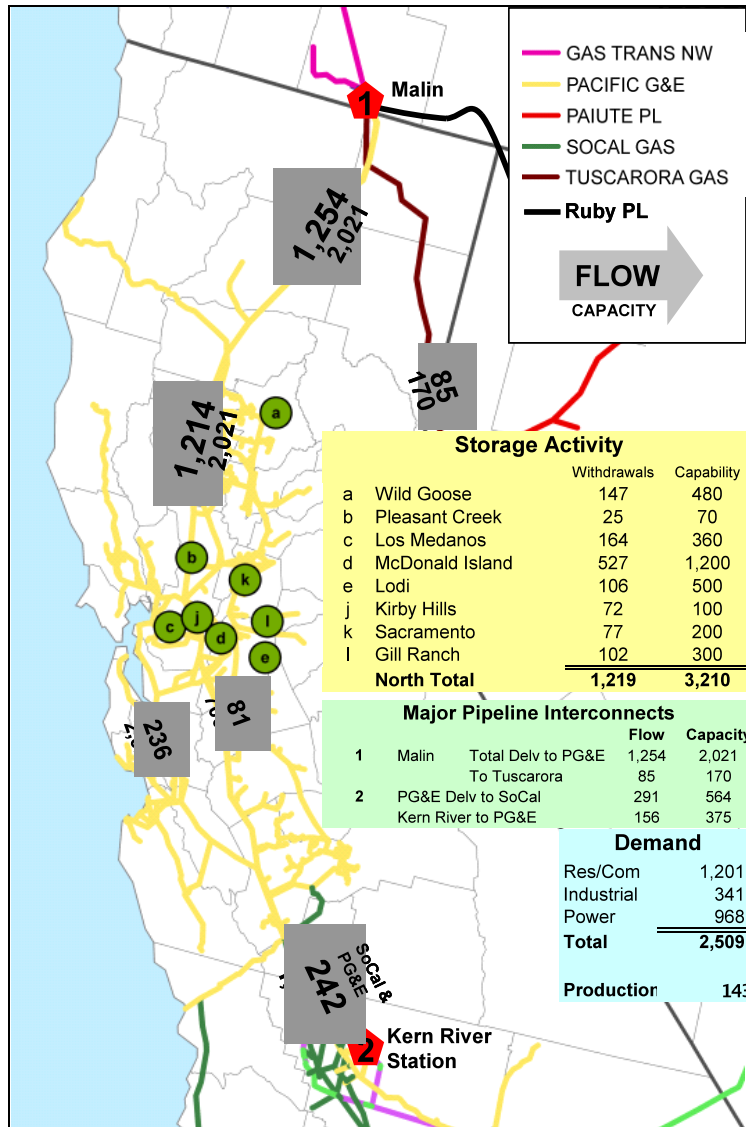 GAS TRANS NW
PACIFIC G&E
PAIUTE PL
SOCAL GAS
TUSCARORA GAS
Ruby PL
FLOW
CAPACITY
1 Malin
1,254
2,021
85
170
1,214
2,021
a
b
k
c j d l
e
81
236
Storage Activity
Withdrawals Capability
a Wild Goose 147 480
b Pleasant Creek 25 70
c Los Medanos 164 360
d McDonald Island 527 1,200
e Lodi 106 500
j Kirby Hills 72 100
k Sacramento 77 200
l Gill Ranch 102 300
North Total 1,219 3,210
Major Pipeline Interconnects
Flow Capacity
1 Malin Total Delv to PG&E 1,254 2,021
To Tuscarora 85 170
2 PG&E Delv to SoCal 291 564
Kern River to PG&E 156 375
Demand
Res/Com 1,201
Industrial 341
Power 968
Total 2,509
Production 143
242
SoCal &
PG&E
2 Kern River
Station